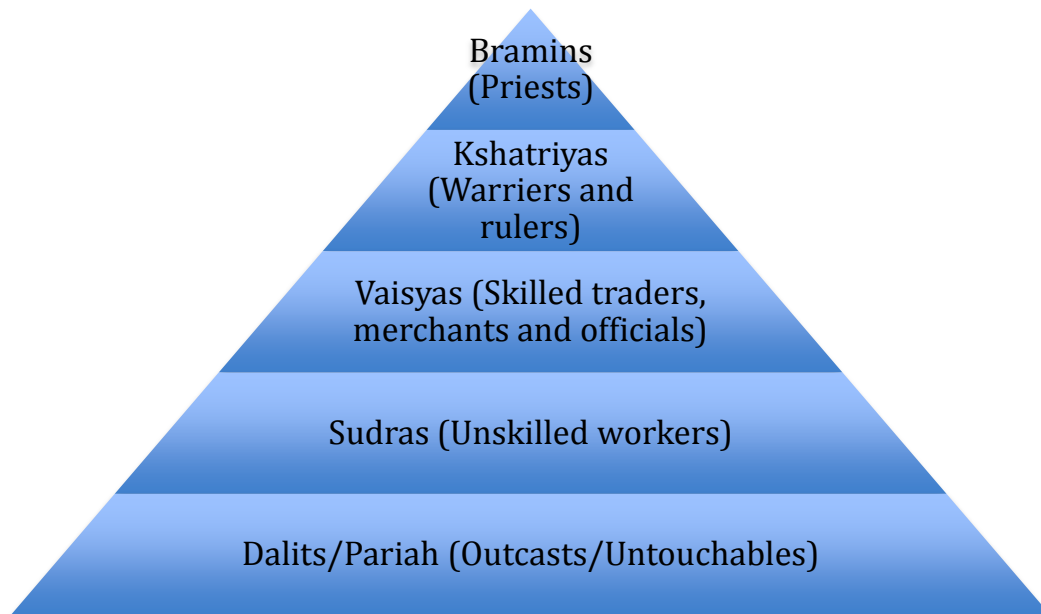 Bramins
(Priests)
Kshatriyas
(Warriers and
rulers)
Vaisyas (Skilled traders,
merchants and officials)
Sudras (Unskilled workers)
Dalits/Pariah (Outcasts/Untouchables)